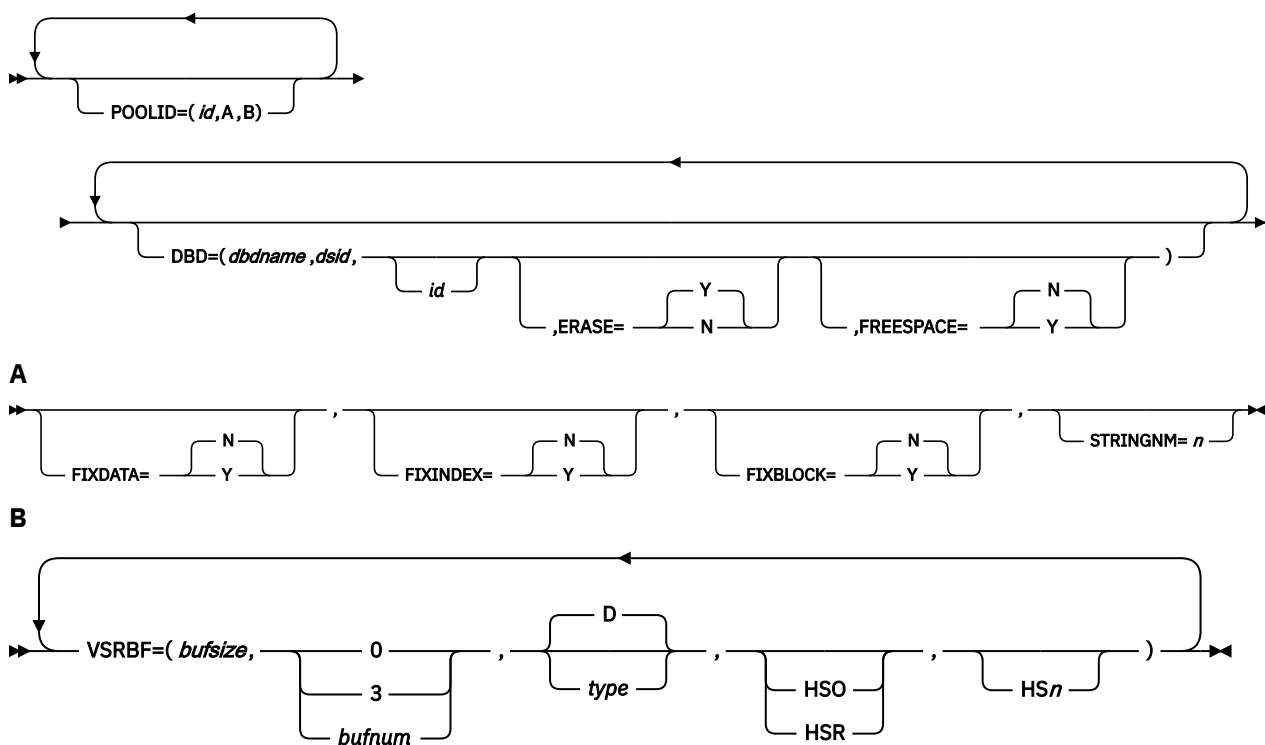 POOLID=( id,A,B)
DBD=( dbdname ,dsid, )
id
Y N
,ERASE= N ,FREESPACE= Y
A
, , ,
N N N STRINGNM= n
FIXDATA= Y FIXINDEX= Y FIXBLOCK= Y
B
D
VSRBF=( bufsize, 0 , , , )
3 type HSO HSn
bufnum HSR